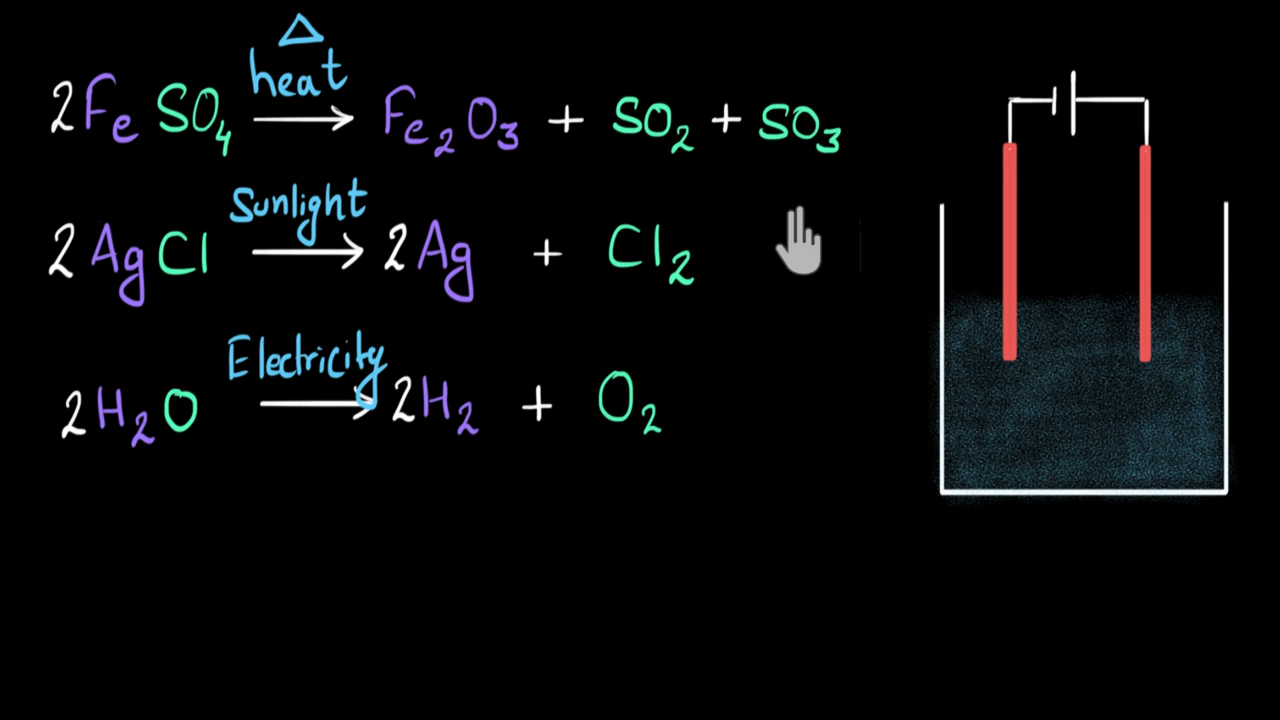 Δ
heat
2FeSO₄ → Fe₂O₃ + SO₂ + SO₃
Sunlight
2AgCl → 2Ag + Cl₂
Electricity
2H₂O → 2H₂ + O₂